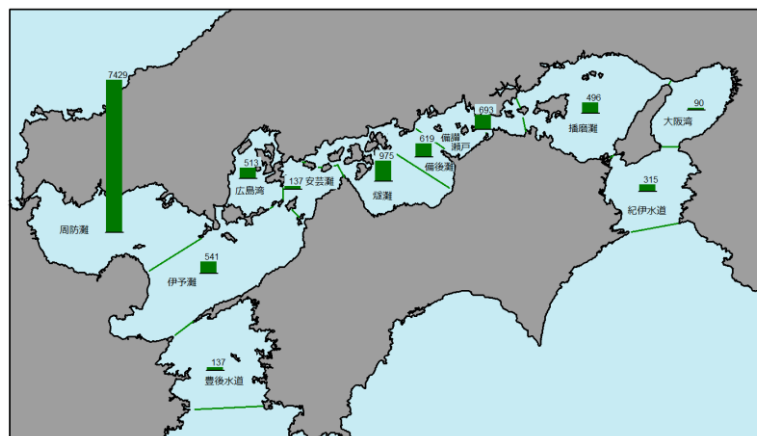 7429
周防灘
541
伊予灘
137
豊後水道
513
広島湾
137
安芸灘
975
燧灘
619
備後灘
693
備讃
瀬戸
496
播磨灘
90
大阪湾
315
紀伊水道